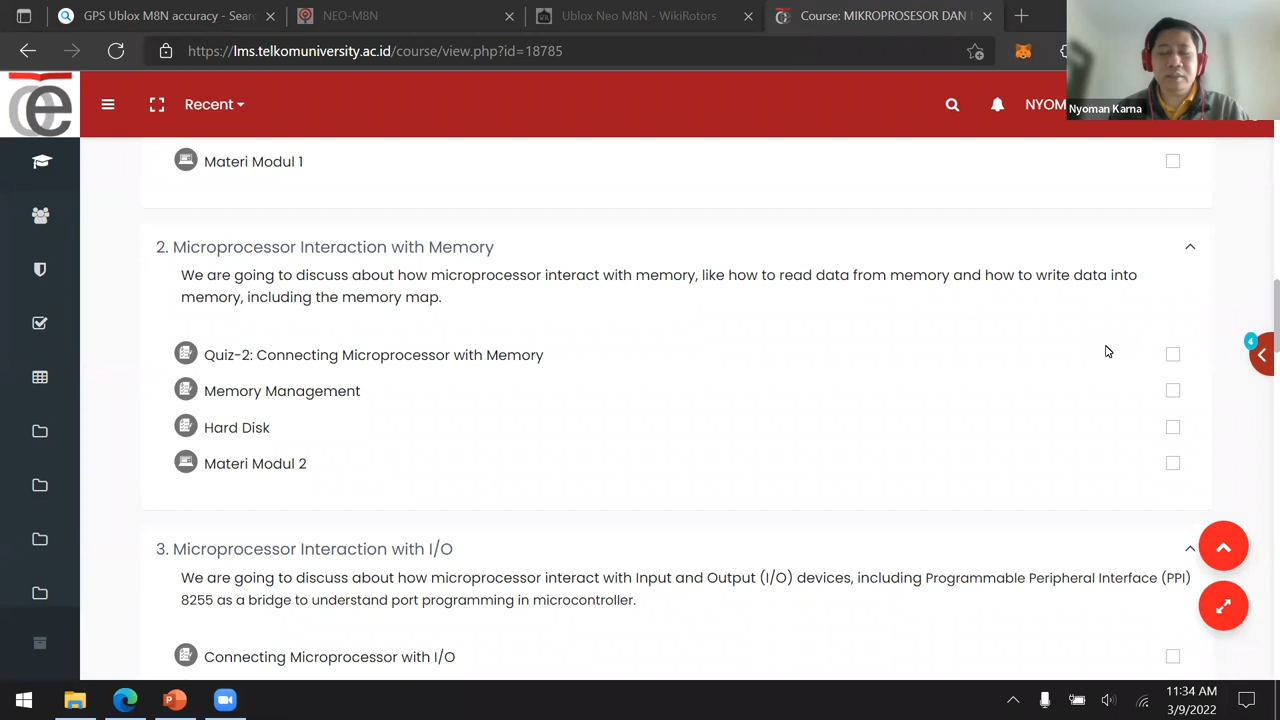 GPS Ublox M8N accuracy - Sear
NEO-M8N
Ublox Neo M8N - WikiRotors
Course: MIKROPROSESOR DAN
https://lms.telkomuniversity.ac.id/course/view.php?id=18785
Recent
NYOM
Nyoman Karna
Materi Modul 1
2. Microprocessor Interaction with Memory
We are going to discuss about how microprocessor interact with memory, like how to read data from memory and how to write data into
memory, including the memory map.
Quiz-2: Connecting Microprocessor with Memory
4
Memory Management
Hard Disk
Materi Modul 2
3. Microprocessor Interaction with I/O
We are going to discuss about how microprocessor interact with Input and Output (I/O) devices, including Programmable Peripheral Interface (PPI)
8255 as a bridge to understand port programming in microcontroller.
Connecting Microprocessor with I/O
11:34 AM
3/9/2022